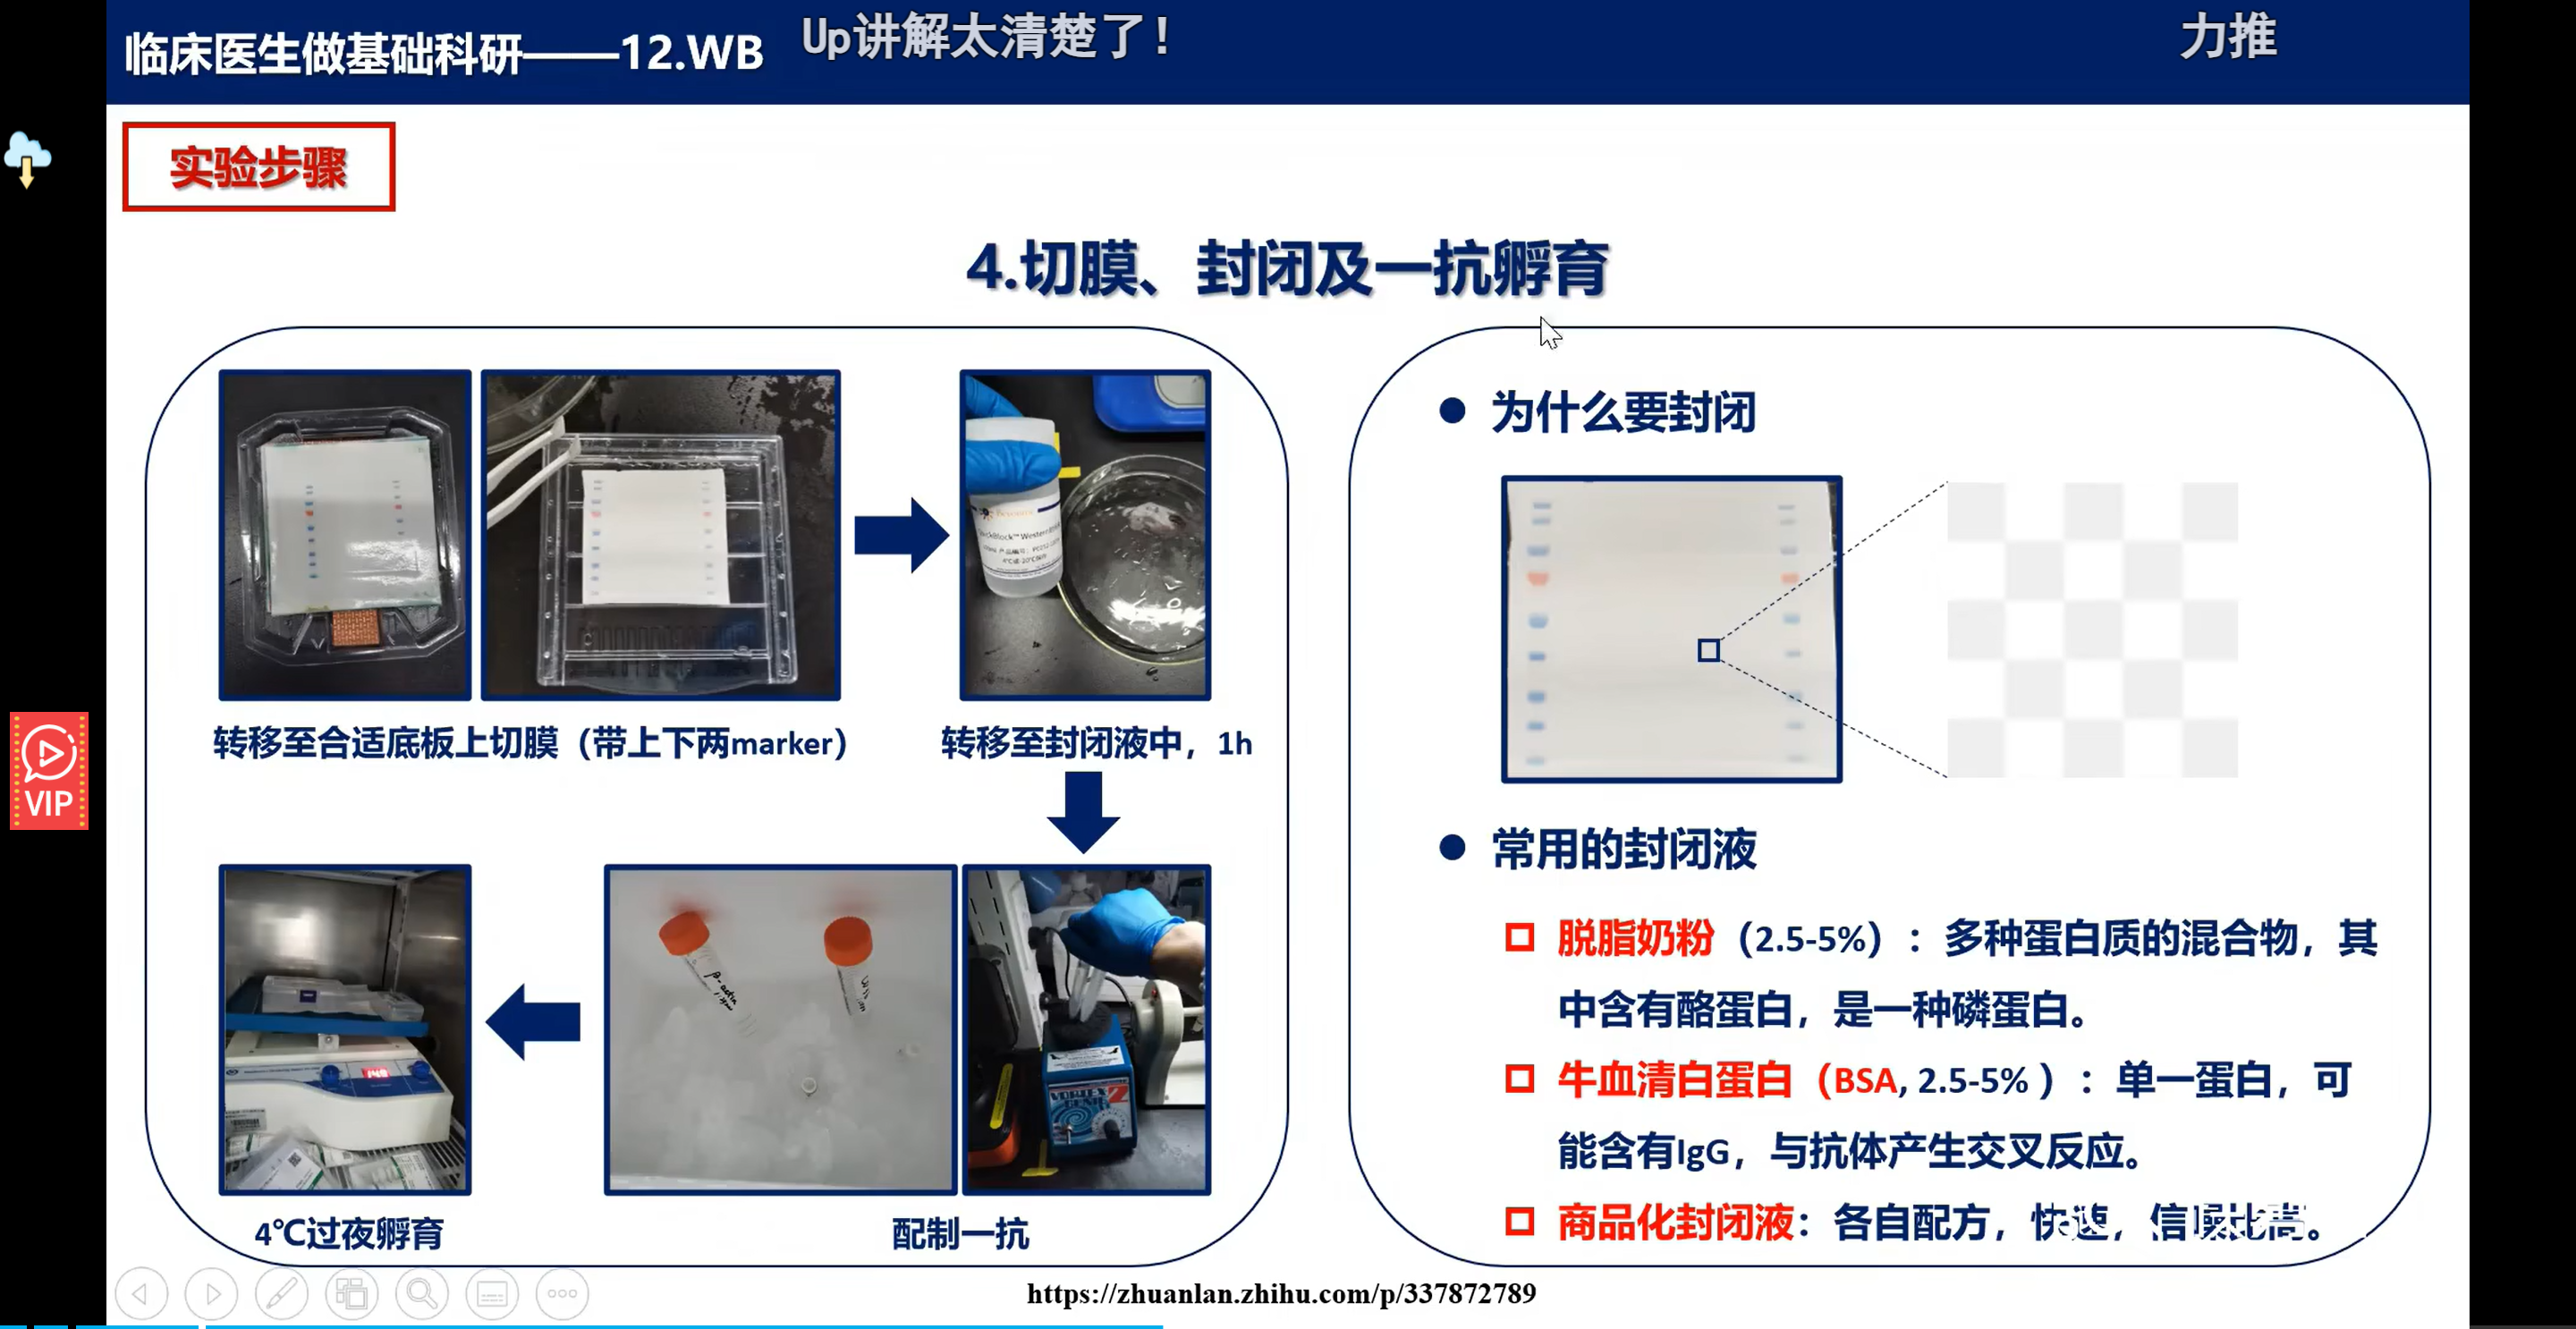 临床医生做基础科研——12.WB
Up讲解太清楚了！
力推
实验步骤
4.切膜、封闭及一抗孵育
转移至合适底板上切膜（带上下两marker）
转移至封闭液中，1h
4℃过夜孵育
配制一抗
β-actin
VORTEX
GENIE 2
为什么要封闭
常用的封闭液
脱脂奶粉（2.5-5%）：多种蛋白质的混合物，其
中含有酪蛋白，是一种磷蛋白。
牛血清白蛋白（BSA, 2.5-5% ）：单一蛋白，可
能含有IgG，与抗体产生交叉反应。
商品化封闭液：各自配方，快速，信噪比高。
https://zhuanlan.zhihu.com/p/337872789
VIP